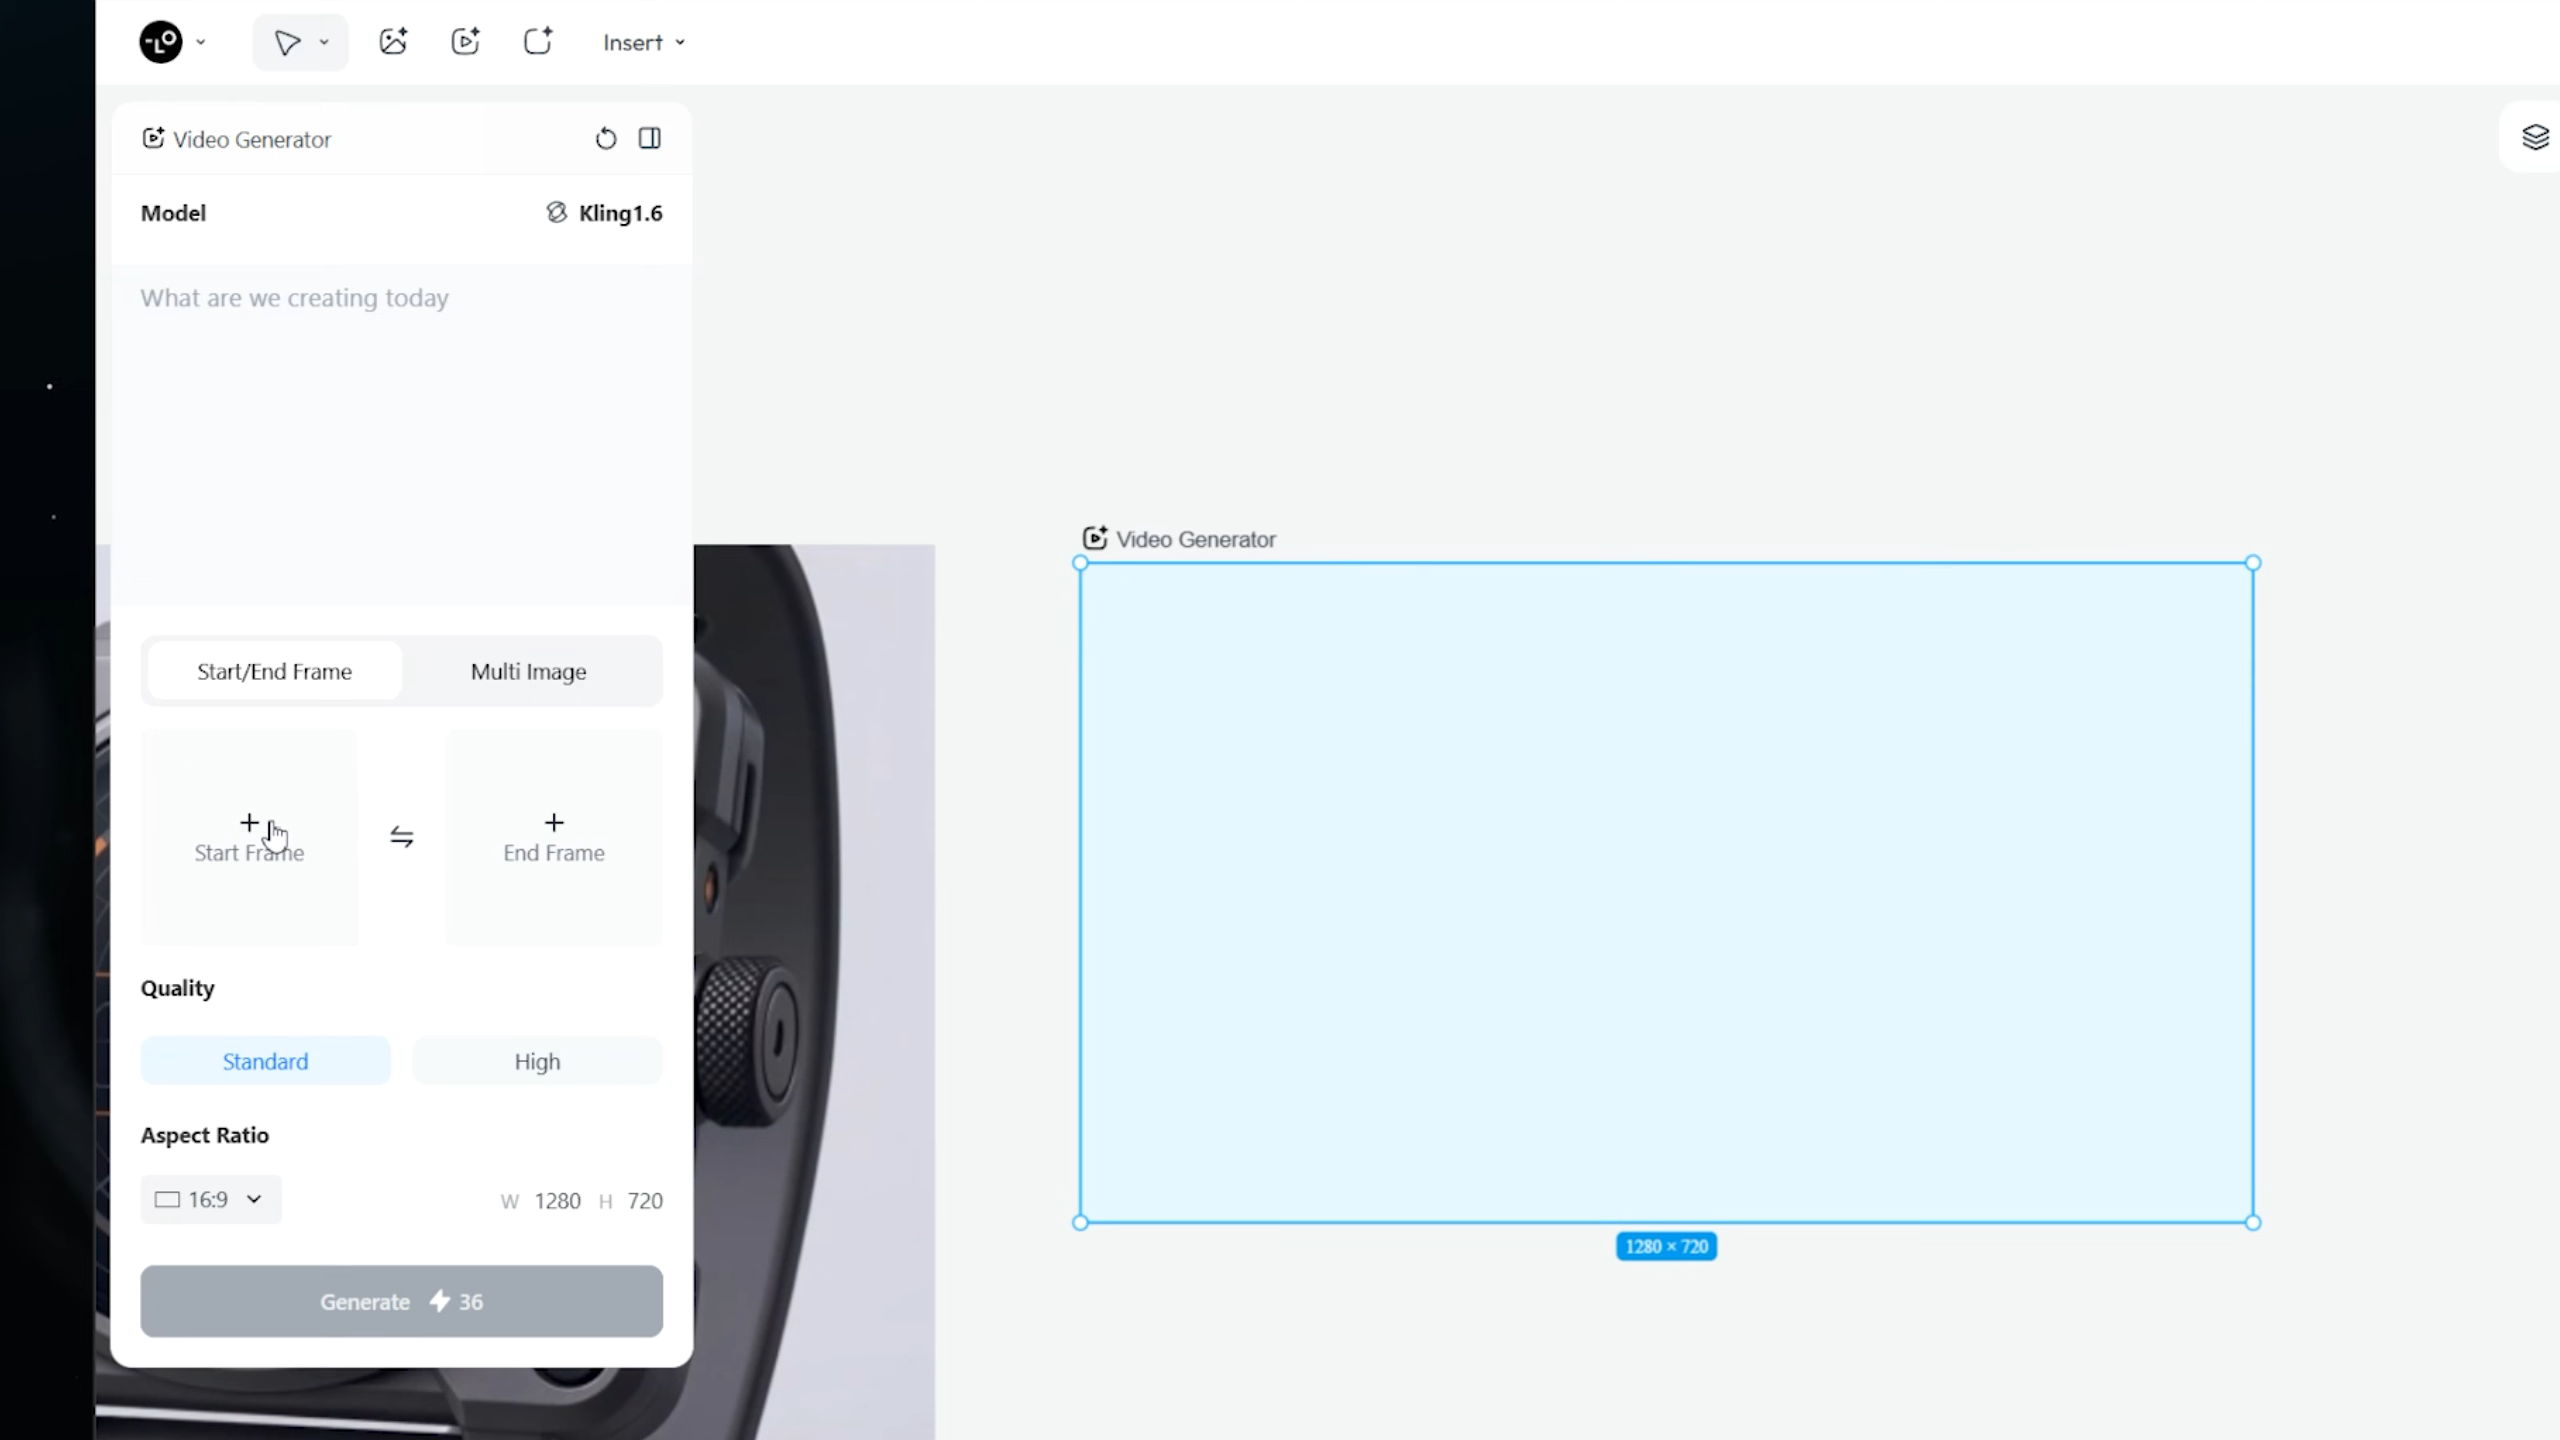 Insert
Video Generator
Model
Kling1.6
What are we creating today
Video Generator
Start/End Frame
Multi Image
Start Frame
End Frame
Quality
Standard
High
Aspect Ratio
16:9
W 1280 H 720
1280 × 720
Generate 36